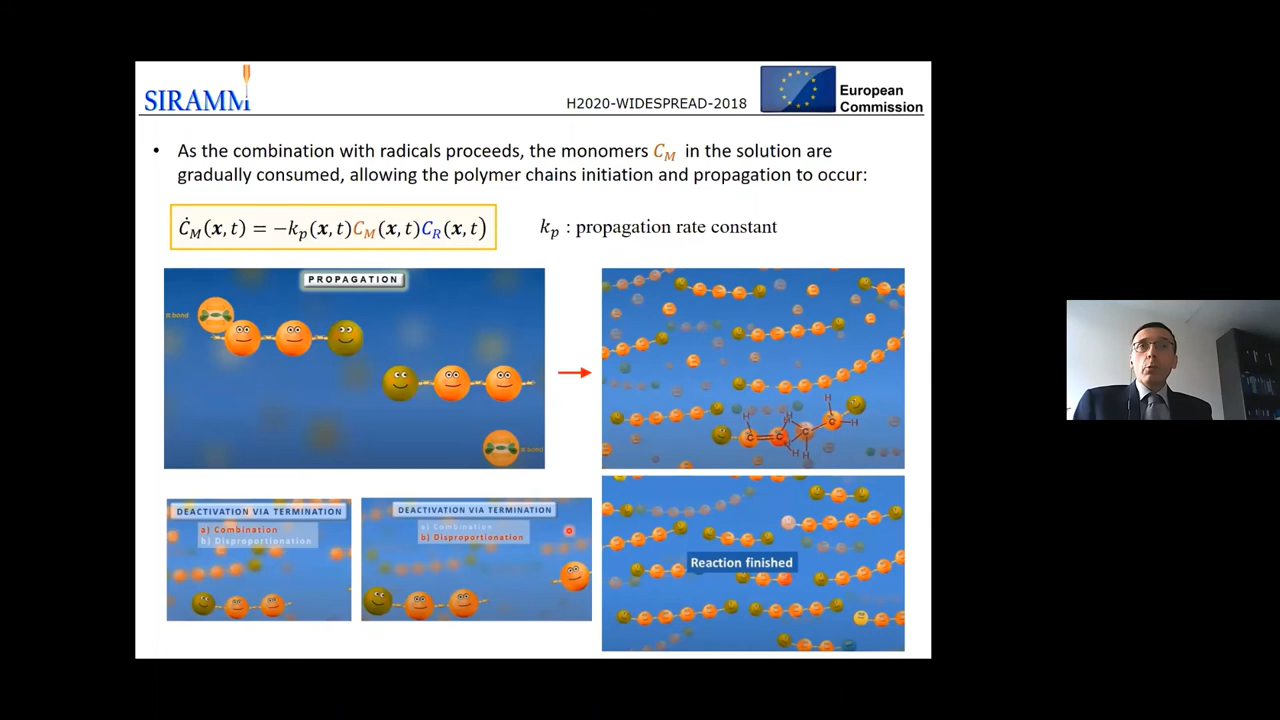 SIRAMM
H2020-WIDESPREAD-2018
European
Commission
• As the combination with radicals proceeds, the monomers C_M in the solution are
gradually consumed, allowing the polymer chains initiation and propagation to occur:
Ċ_M(x, t) = −k_p(x, t)C_M(x, t)C_R(x, t)
k_p : propagation rate constant
PROPAGATION
π bond
π bond
H
H
H
H
C
C
C
C
H
H
H
DEACTIVATION VIA TERMINATION
a) Combination
b) Disproportionation
DEACTIVATION VIA TERMINATION
a) Combination
b) Disproportionation
Reaction finished